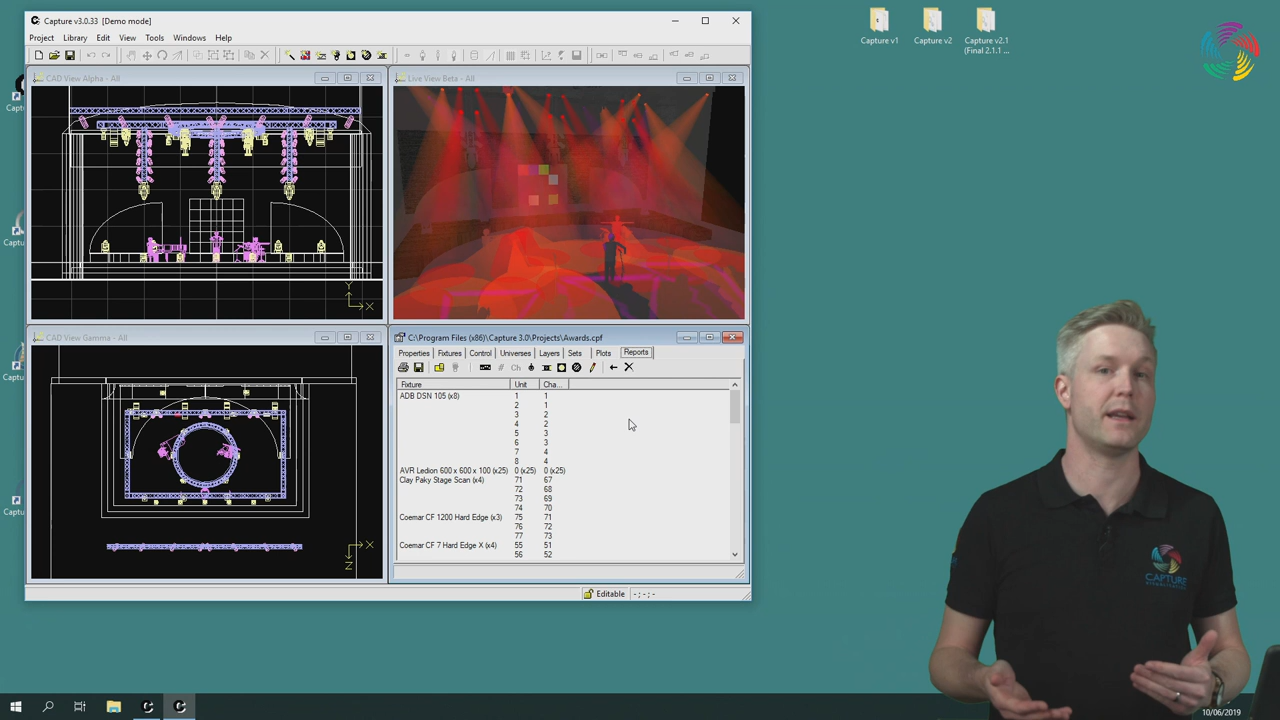 Capture v3.0.33 [Demo mode]
Project Library Edit View Tools Windows Help
CAD View Alpha - All
Y
X
Live View Beta - All
CAD View Gamma - All
X
Z
C:\Program Files (x86)\Capture 3.0\Projects\Awards.cpf
Properties Fixtures Control Universes Layers Sets Plots Reports
# Ch
Fixture Unit Cha...
ADB DSN 105 (x8) 1 1
2 1
3 2
4 2
5 3
6 3
7 4
8 4
AVR Ledion 600 x 600 x 100 (x25) 0 (x25) 0 (x25)
Clay Paky Stage Scan (x4) 71 67
72 68
73 69
74 70
Coemar CF 1200 Hard Edge (x3) 75 71
76 72
77 73
Coemar CF 7 Hard Edge X (x4) 55 51
56 52
Editable - ; - ; -
Capture v1
Capture v2
Capture v2.1
(Final 2.1.1 ...
CAPTURE
10/06/2019